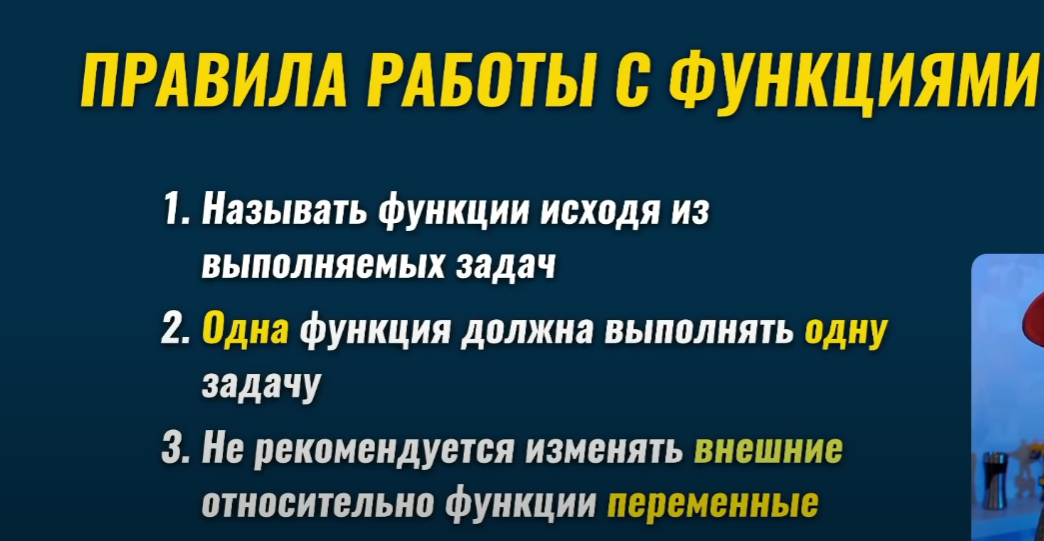 ПРАВИЛА РАБОТЫ С ФУНКЦИЯМИ
1. Называть функции исходя из
выполняемых задач
2. Одна функция должна выполнять одну
задачу
3. Не рекомендуется изменять внешние
относительно функции переменные